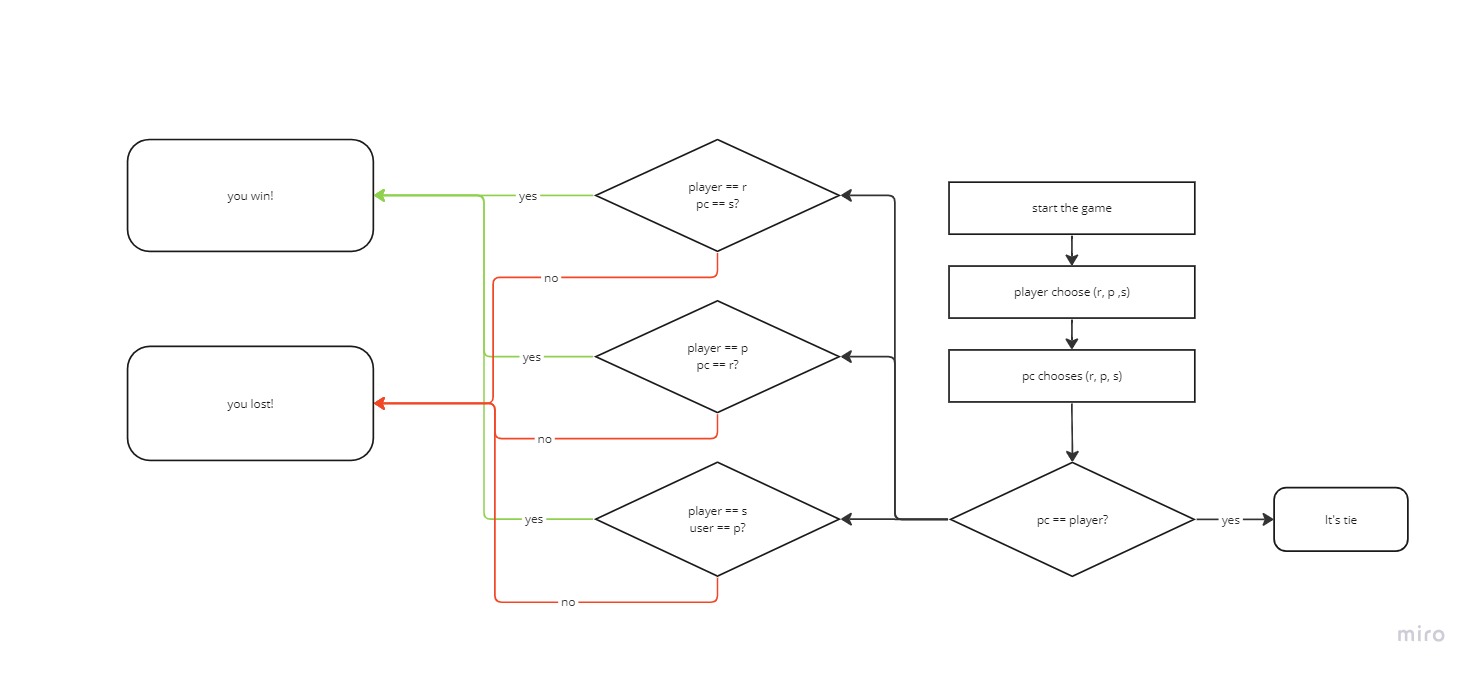 you win!
yes
player == r
pc == s?
start the game
no
player choose (r, p ,s)
yes
player == p
pc == r?
pc chooses (r, p, s)
you lost!
no
yes
player == s
user == p?
pc == player?
yes
It's tie
no
miro